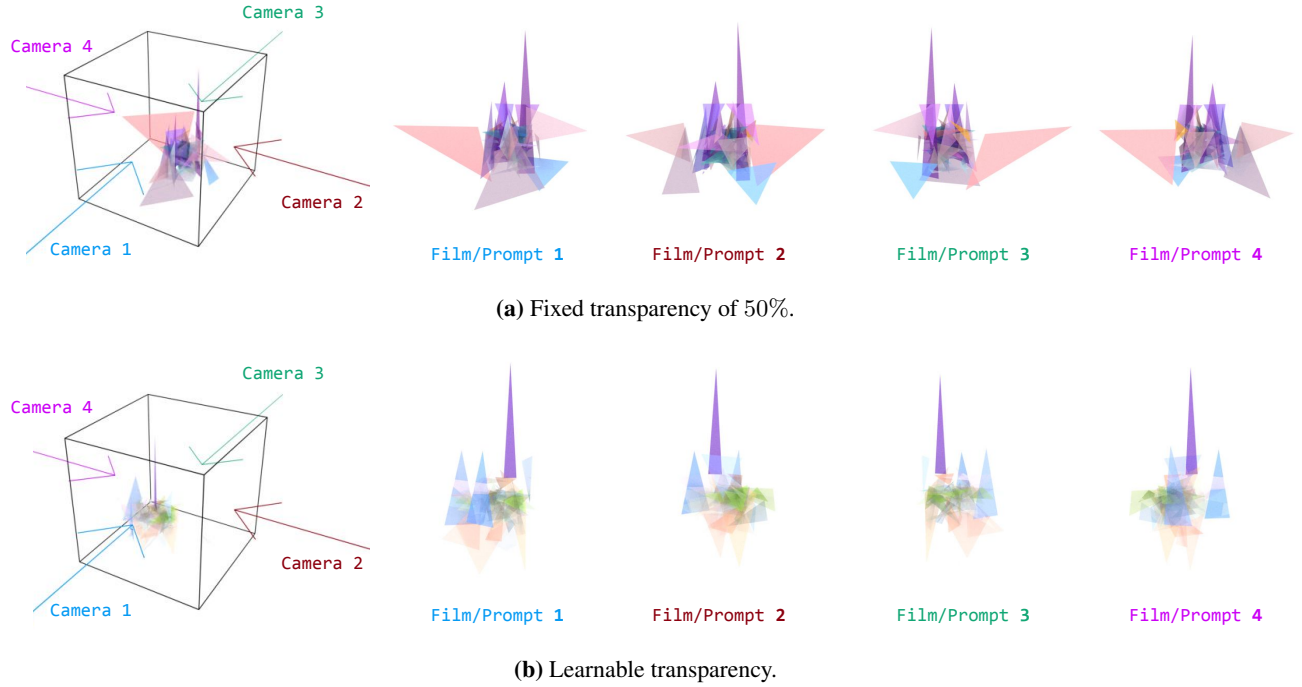 Camera 3
Camera 4
Camera 2
Camera 1
Film/Prompt 1
Film/Prompt 2
Film/Prompt 3
Film/Prompt 4
(a) Fixed transparency of 50%.
Camera 3
Camera 4
Camera 2
Camera 1
Film/Prompt 1
Film/Prompt 2
Film/Prompt 3
Film/Prompt 4
(b) Learnable transparency.